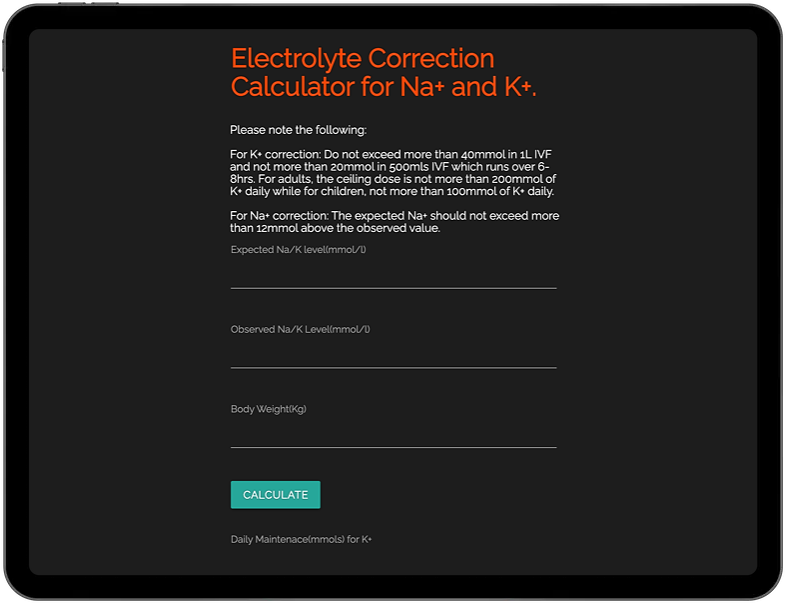 Electrolyte Correction
Calculator for Na+ and K+.
Please note the following:
For K+ correction: Do not exceed more than 40mmol in 1L IVF
and not more than 20mmol in 500mls IVF which runs over 6-
8hrs. For adults, the ceiling dose is not more than 200mmol of
K+ daily while for children, not more than 100mmol of K+ daily.
For Na+ correction: The expected Na+ should not exceed more
than 12mmol above the observed value.
Expected Na/K level(mmol/l)
Observed Na/K Level(mmol/l)
Body Weight(Kg)
CALCULATE
Daily Maintenace(mmols) for K+